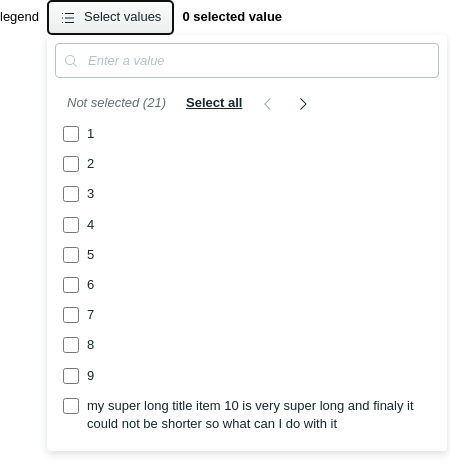 legend
Select values
0 selected value
Enter a value
Not selected (21)
Select all
1
2
3
4
5
6
7
8
9
my super long title item 10 is very super long and finaly it
could not be shorter so what can I do with it